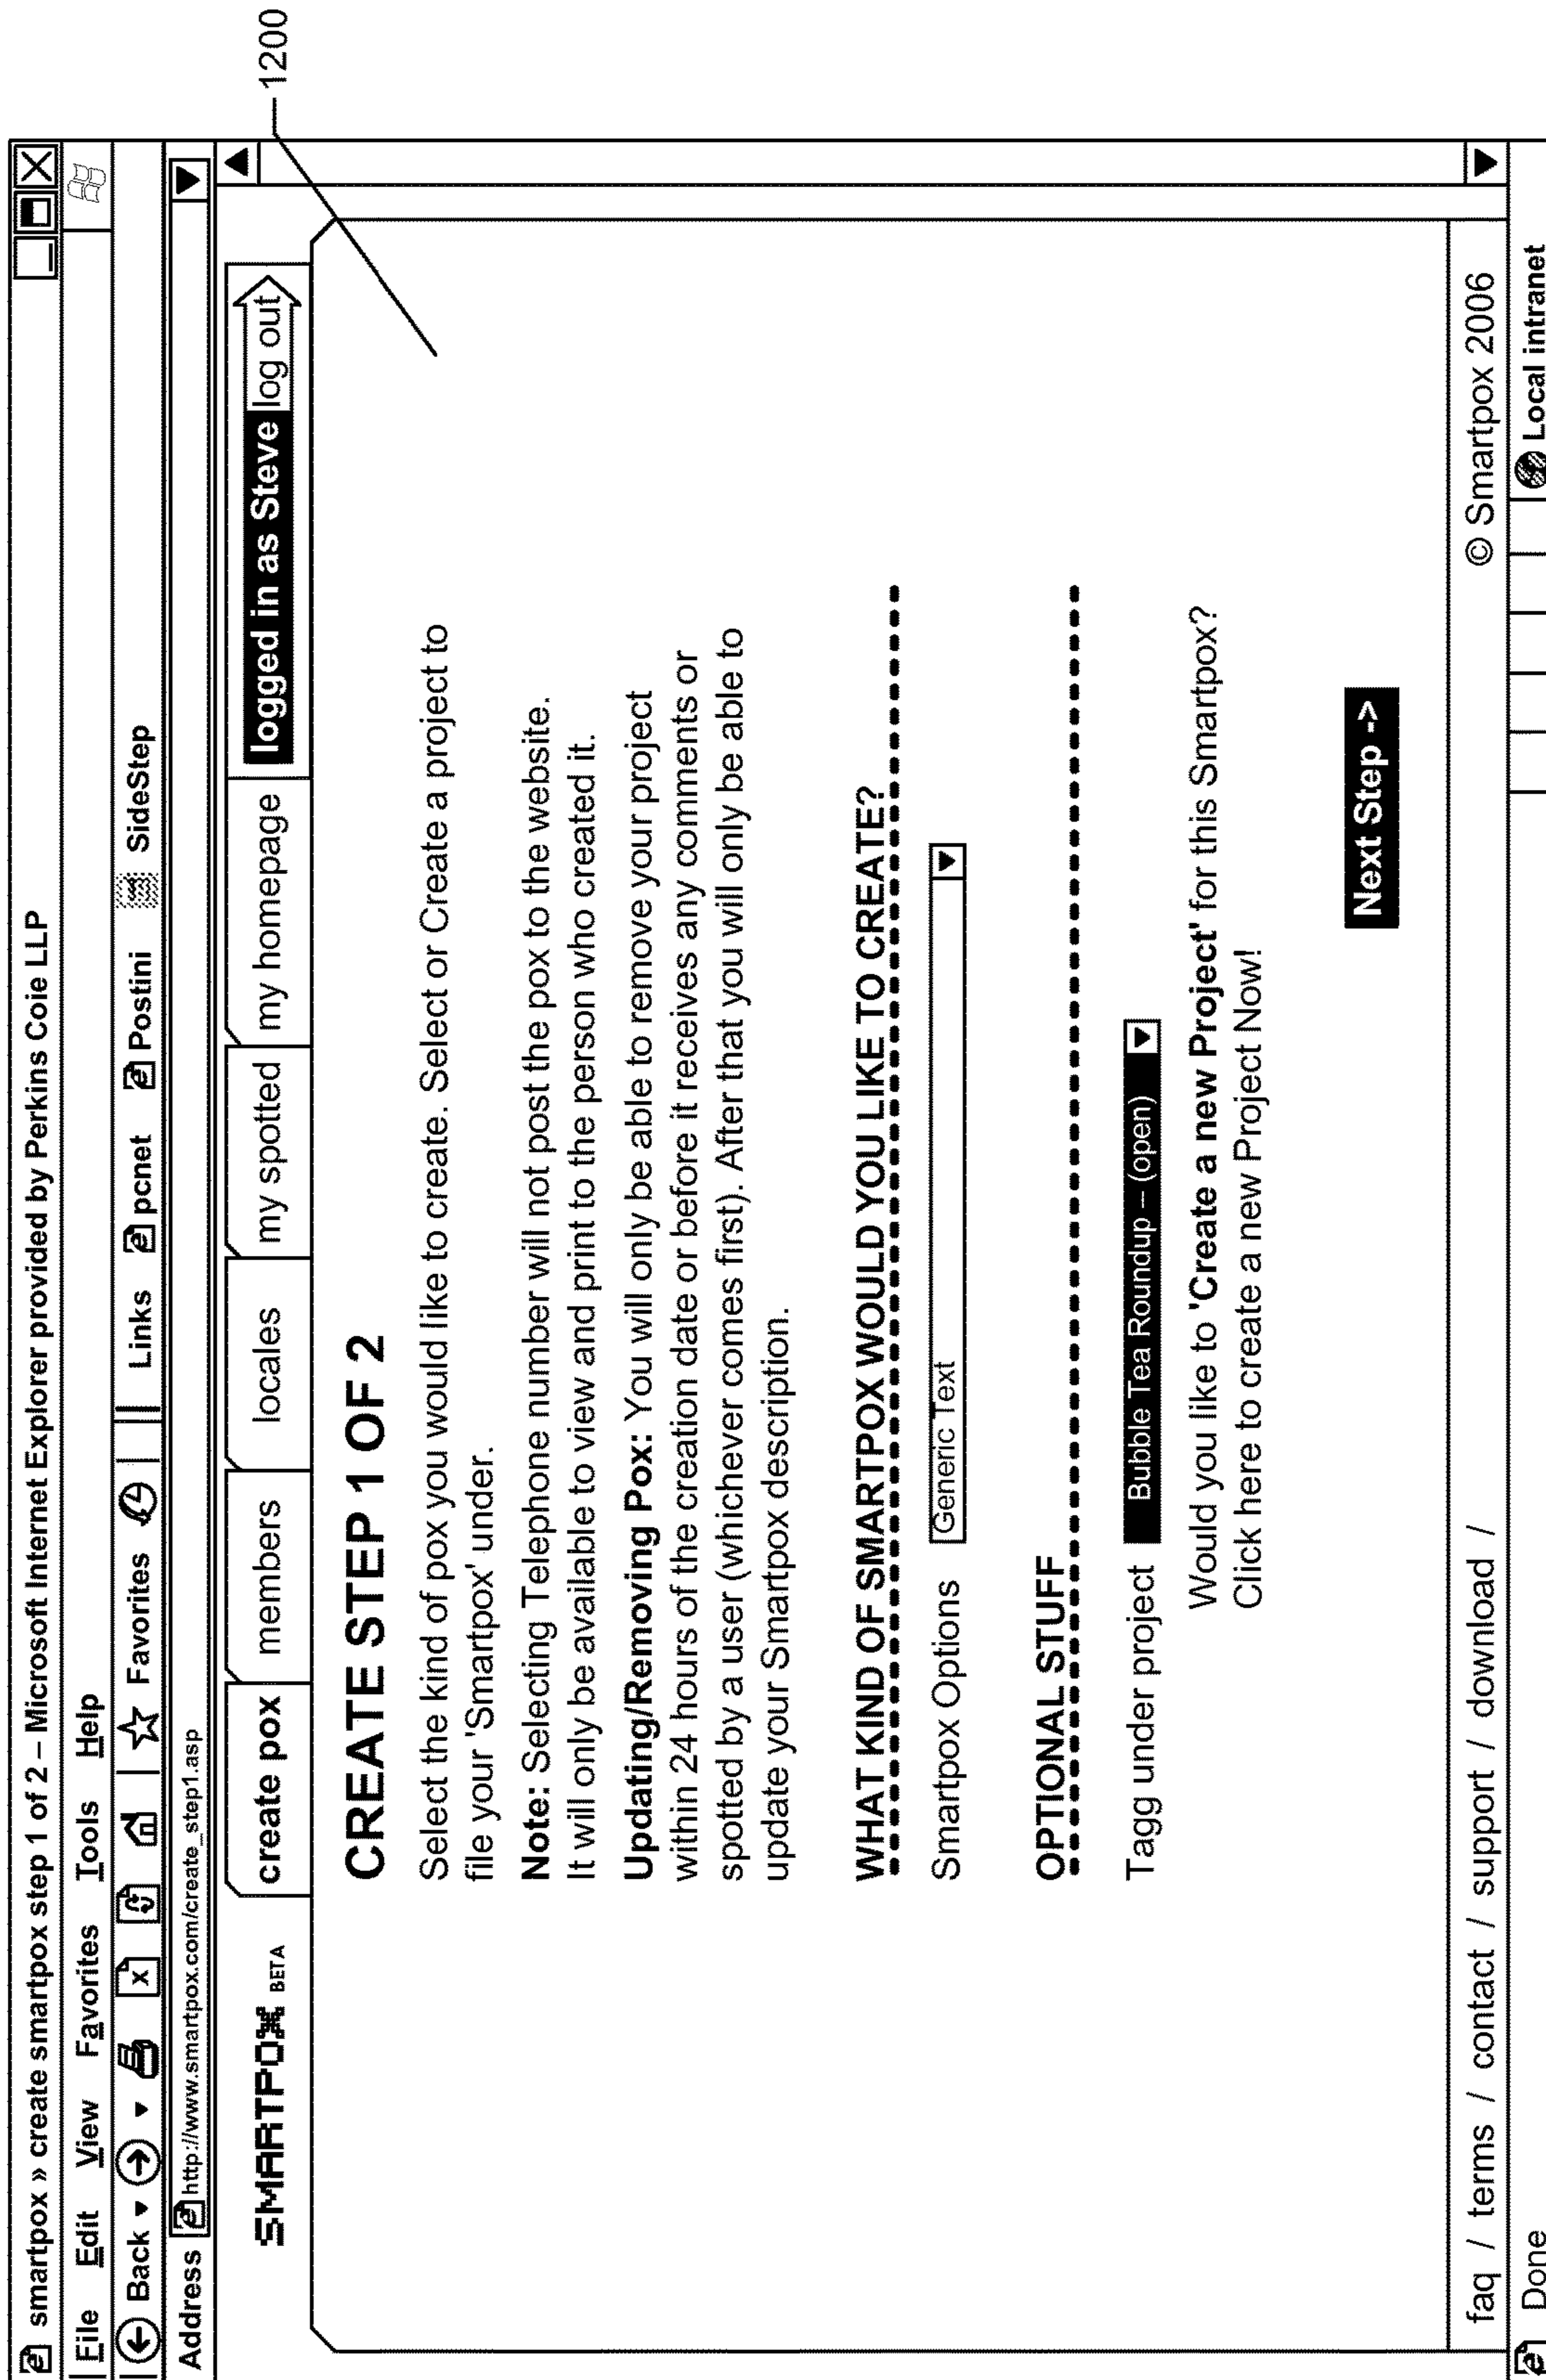 smartpox » create smartpox step 1 of 2 – Microsoft Internet Explorer provided by Perkins Coie LLP
File Edit View Favorites Tools Help
Back Favorites Links pcnet Postini SideStep
Address http://www.smartpox.com/create_step1.asp
SMARTPOX BETA create pox members locales my spotted my homepage logged in as Steve log out
1200
CREATE STEP 1 OF 2
Select the kind of pox you would like to create. Select or Create a project to
file your 'Smartpox' under.
Note: Selecting Telephone number will not post the pox to the website.
It will only be available to view and print to the person who created it.
Updating/Removing Pox: You will only be able to remove your project
within 24 hours of the creation date or before it receives any comments or
spotted by a user (whichever comes first). After that you will only be able to
update your Smartpox description.
WHAT KIND OF SMARTPOX WOULD YOU LIKE TO CREATE?
Smartpox Options Generic Text
OPTIONAL STUFF
Tagg under project Bubble Tea Roundup – (open)
Would you like to 'Create a new Project' for this Smartpox?
Click here to create a new Project Now!
Next Step ->
faq / terms / contact / support / download / © Smartpox 2006
Done Local intranet